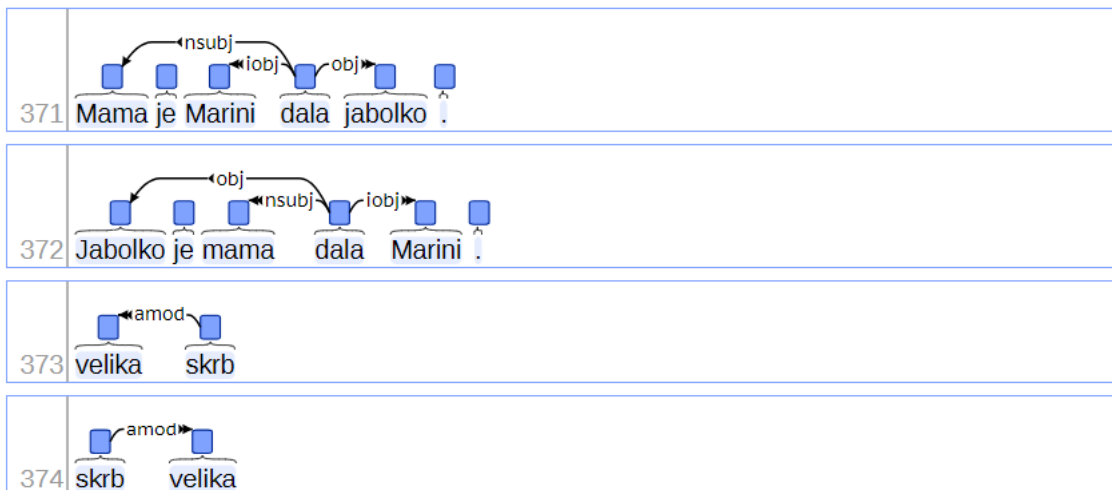 nsubj
iobj obj
371 Mama je Marini dala jabolko .
obj
nsubj iobj
372 Jabolko je mama dala Marini .
amod
373 velika skrb
amod
374 skrb velika